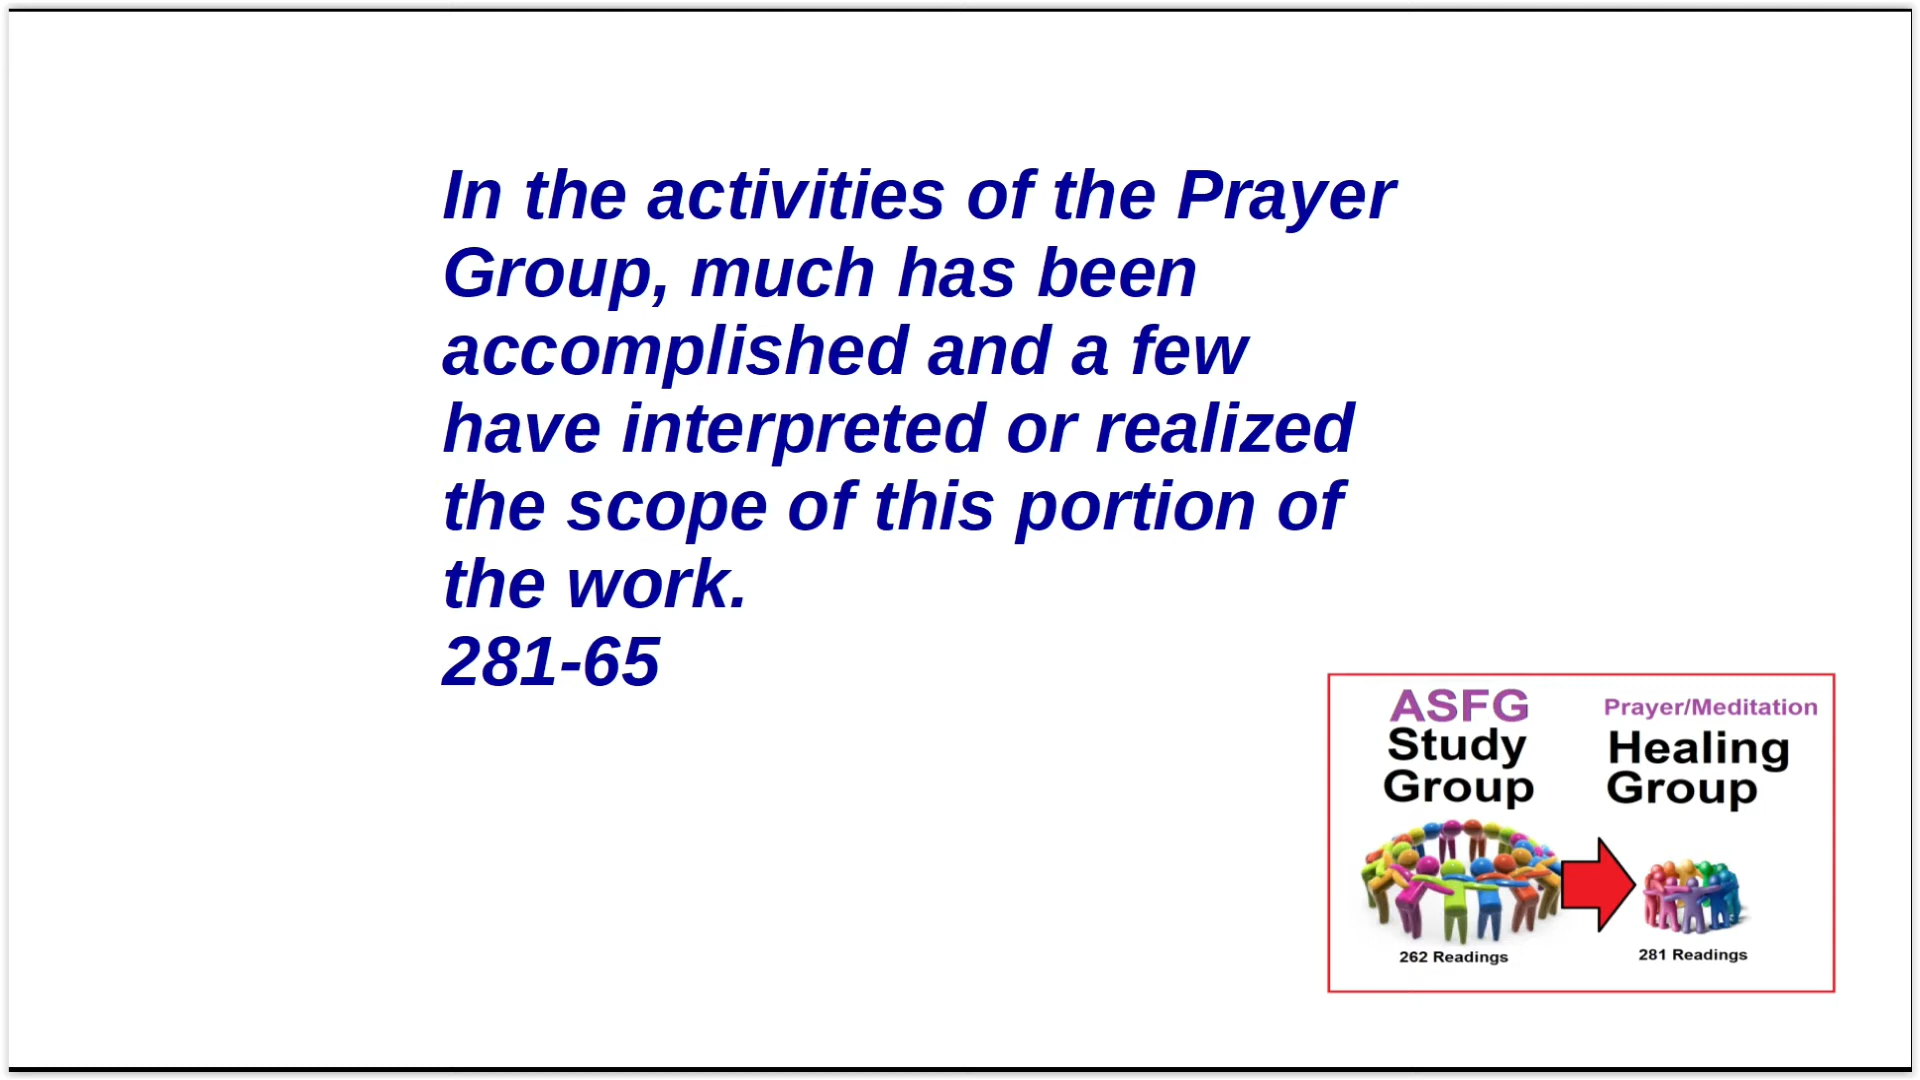 In the activities of the Prayer
Group, much has been
accomplished and a few
have interpreted or realized
the scope of this portion of
the work.
281-65
ASFG
Study
Group
262 Readings
Prayer/Meditation
Healing
Group
281 Readings